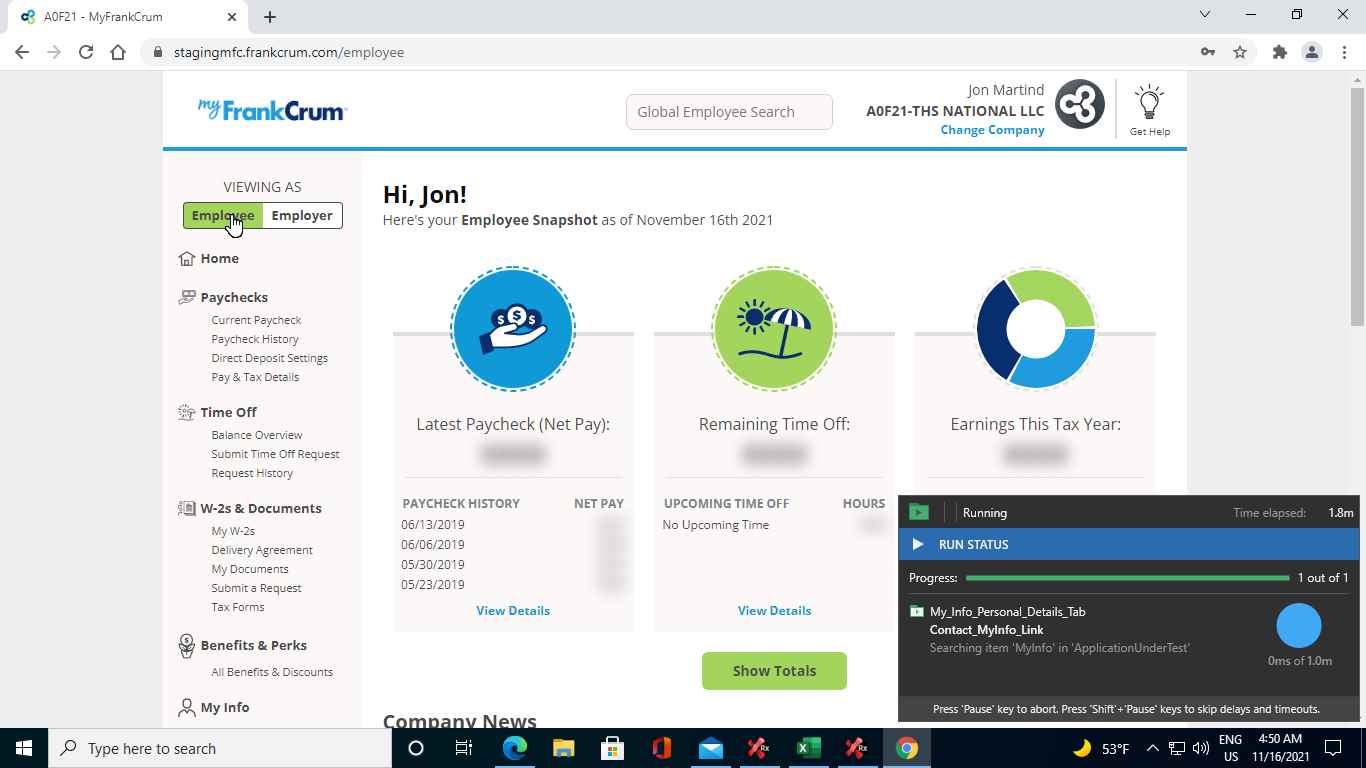 A0F21 - MyFrankCrum
stagingmfc.frankcrum.com/employee
my FrankCrum
Global Employee Search
Jon Martind
A0F21-THS NATIONAL LLC
Change Company
Get Help
VIEWING AS
Employee Employer
Home
Paychecks
Current Paycheck
Paycheck History
Direct Deposit Settings
Pay & Tax Details
Time Off
Balance Overview
Submit Time Off Request
Request History
W-2s & Documents
My W-2s
Delivery Agreement
My Documents
Submit a Request
Tax Forms
Benefits & Perks
All Benefits & Discounts
My Info
Hi, Jon!
Here's your Employee Snapshot as of November 16th 2021
Latest Paycheck (Net Pay):
PAYCHECK HISTORY NET PAY
06/13/2019
06/06/2019
05/30/2019
05/23/2019
View Details
Remaining Time Off:
UPCOMING TIME OFF HOURS
No Upcoming Time
View Details
Earnings This Tax Year:
Show Totals
Company News
Running Time elapsed: 1.8m
RUN STATUS
Progress: 1 out of 1
My_Info_Personal_Details_Tab
Contact_MyInfo_Link
Searching item 'MyInfo' in 'ApplicationUnderTest'
0ms of 1.0m
Press 'Pause' key to abort. Press 'Shift'+'Pause' keys to skip delays and timeouts.
Type here to search
53°F
ENG
US
4:50 AM
11/16/2021